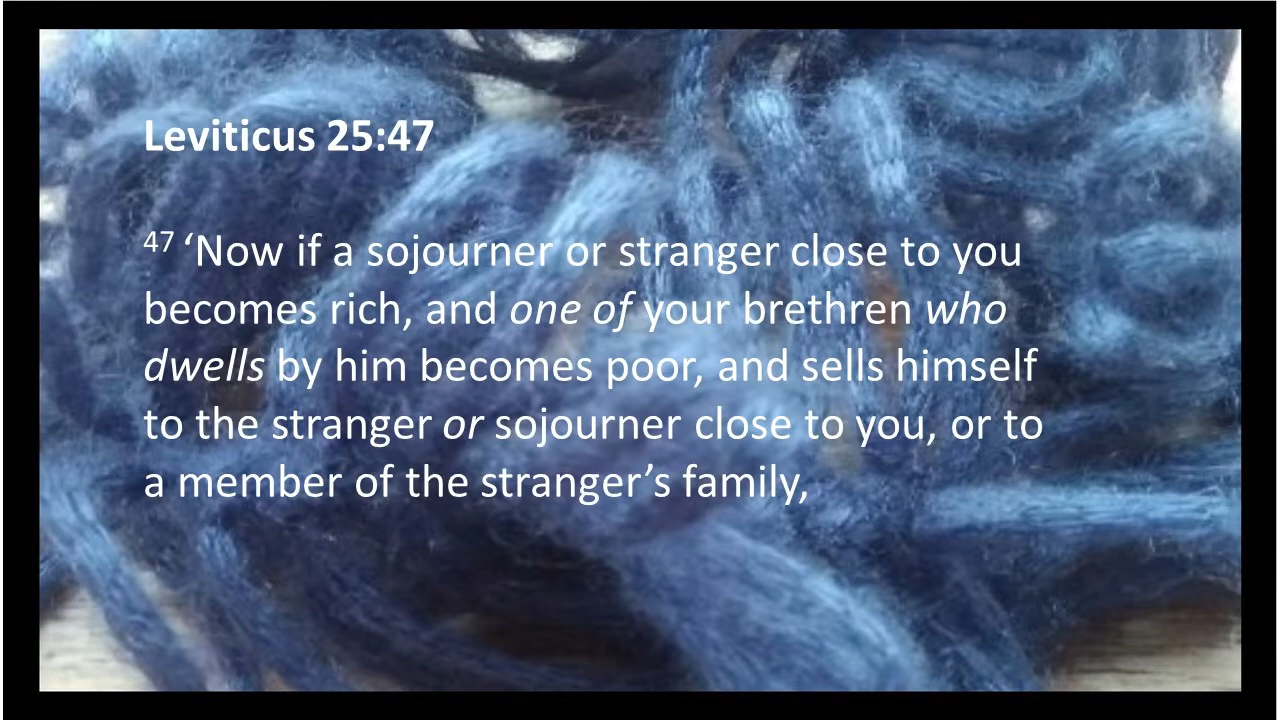 Leviticus 25:47
47 ‘Now if a sojourner or stranger close to you
becomes rich, and one of your brethren who
dwells by him becomes poor, and sells himself
to the stranger or sojourner close to you, or to
a member of the stranger’s family,